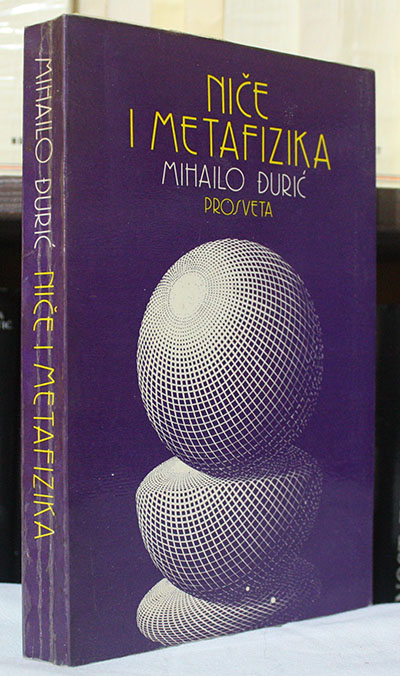 NIČE
I METAFIZIKA
MIHAILO ĐURIĆ
PROSVETA
MIHAILO ĐURIĆ NIČE I METAFIZIKA